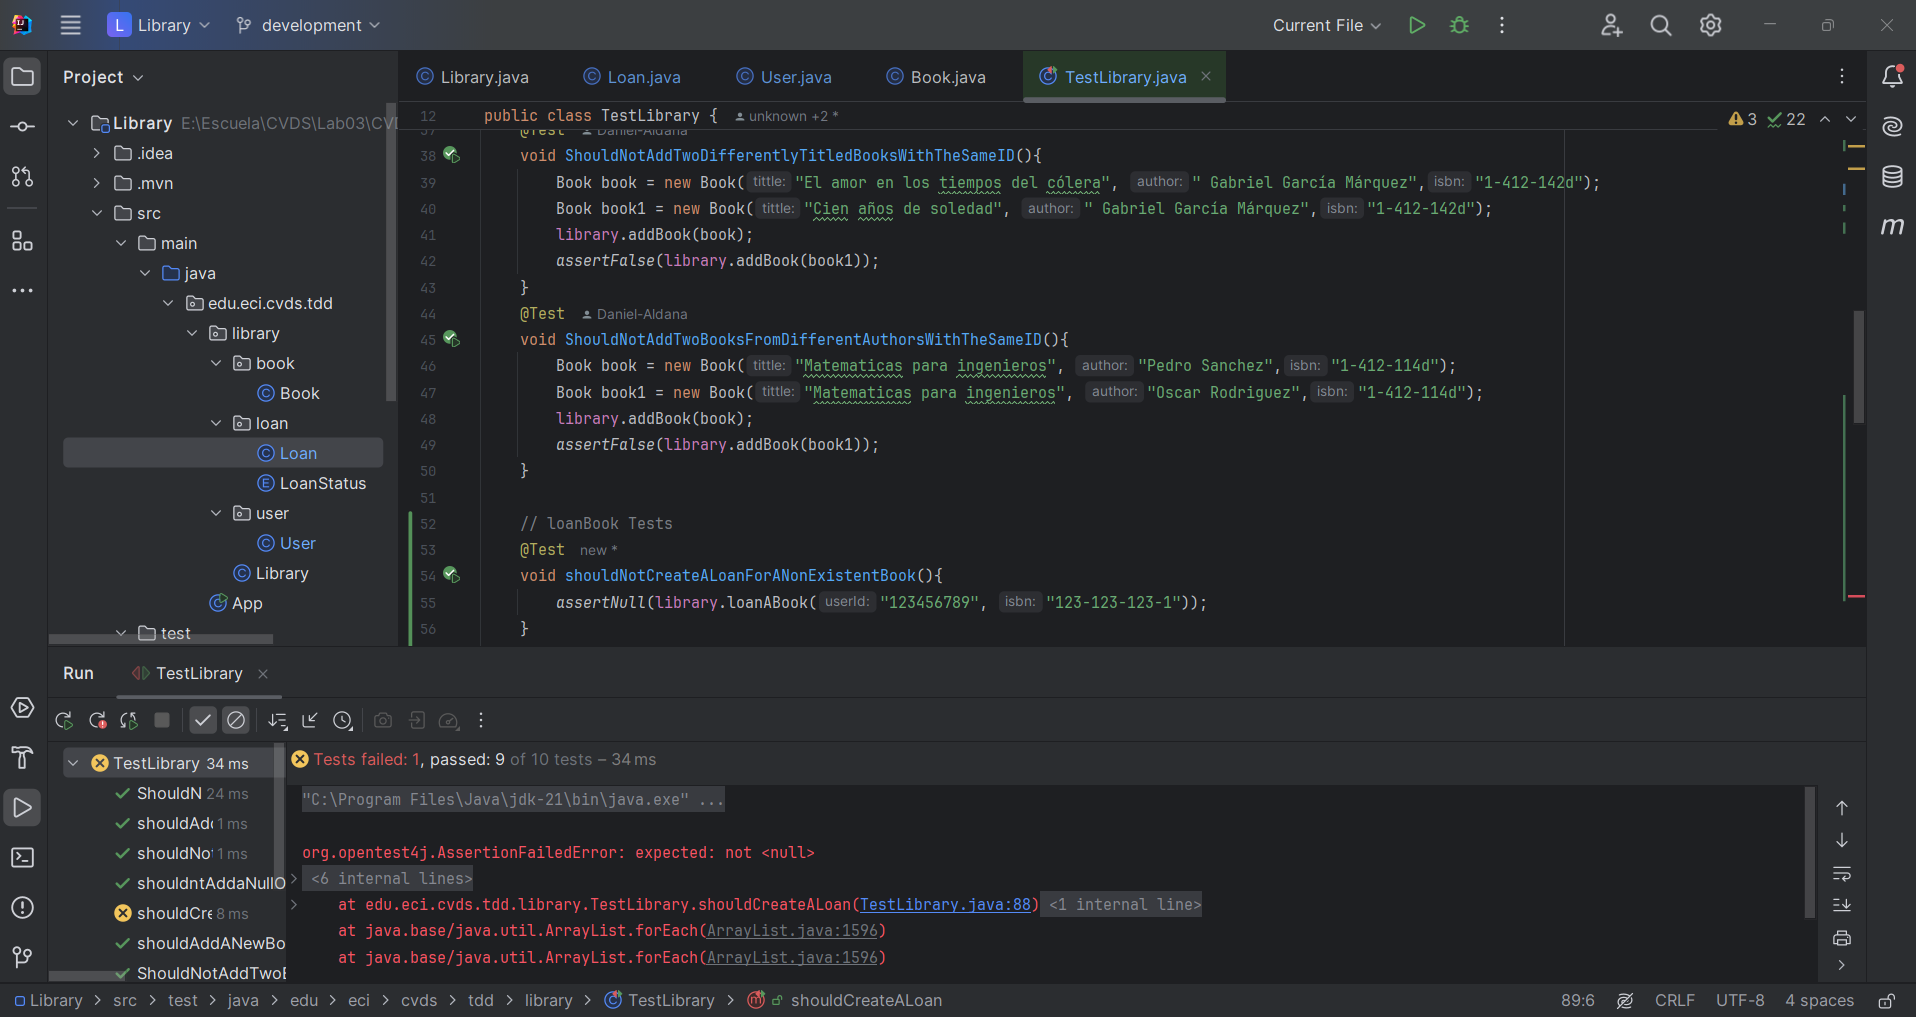 L Library development Current File
Project
Library E:\Escuela\CVDS\Lab03\CV
.idea
.mvn
src
main
java
edu.eci.cvds.tdd
library
book
Book
loan
Loan
LoanStatus
user
User
Library
App
test
Library.java Loan.java User.java Book.java TestLibrary.java
12 public class TestLibrary { unknown +2 *
3 22
37 @Test Daniel-Aldana
38 void ShouldNotAddTwoDifferentlyTitledBooksWithTheSameID(){
39 Book book = new Book( tittle: "El amor en los tiempos del cólera", author: " Gabriel García Márquez", isbn: "1-412-142d");
40 Book book1 = new Book( tittle: "Cien años de soledad", author: " Gabriel García Márquez", isbn: "1-412-142d");
41 library.addBook(book);
42 assertFalse(library.addBook(book1));
43 }
44 @Test Daniel-Aldana
45 void ShouldNotAddTwoBooksFromDifferentAuthorsWithTheSameID(){
46 Book book = new Book( tittle: "Matematicas para ingenieros", author: "Pedro Sanchez", isbn: "1-412-114d");
47 Book book1 = new Book( tittle: "Matematicas para ingenieros", author: "Oscar Rodriguez", isbn: "1-412-114d");
48 library.addBook(book);
49 assertFalse(library.addBook(book1));
50 }
51
52 // loanBook Tests
53 @Test new *
54 void shouldNotCreateALoanForANonExistentBook(){
55 assertNull(library.loanABook( userId: "123456789", isbn: "123-123-123-1"));
56 }
Run TestLibrary
TestLibrary 34 ms
ShouldN 24 ms
shouldAdd 1 ms
shouldNot 1 ms
shouldntAddaNullO
shouldCre 8 ms
shouldAddANewBo
ShouldNotAddTwoB
Tests failed: 1, passed: 9 of 10 tests – 34 ms
"C:\Program Files\Java\jdk-21\bin\java.exe" ...
org.opentest4j.AssertionFailedError: expected: not <null>
<6 internal lines>
at edu.eci.cvds.tdd.library.TestLibrary.shouldCreateALoan(TestLibrary.java:88) <1 internal line>
at java.base/java.util.ArrayList.forEach(ArrayList.java:1596)
at java.base/java.util.ArrayList.forEach(ArrayList.java:1596)
Library > src > test > java > edu > eci > cvds > tdd > library > TestLibrary > shouldCreateALoan
89:6 CRLF UTF-8 4 spaces